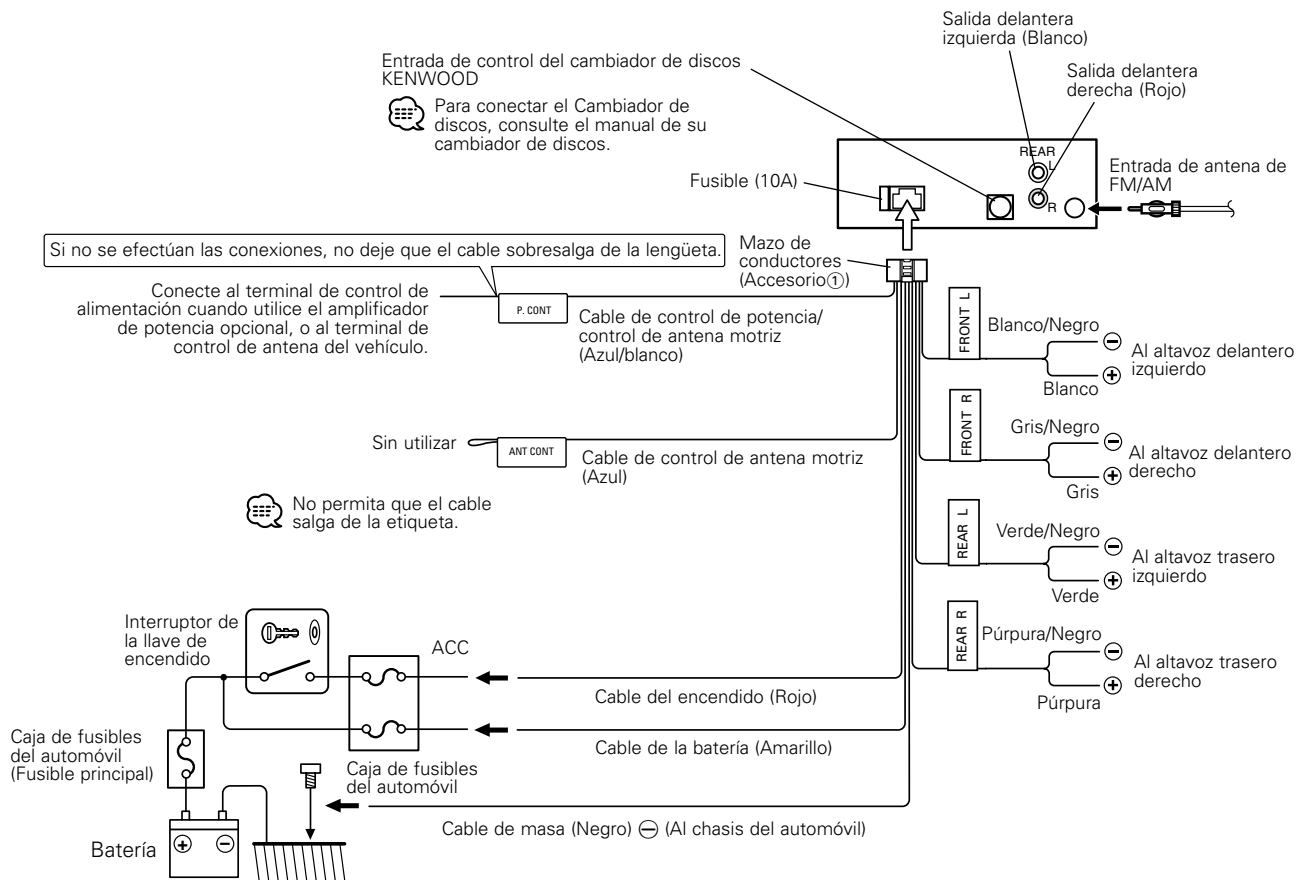 Salida delantera
izquierda (Blanco)
Entrada de control del cambiador de discos
KENWOOD
Salida delantera
derecha (Rojo)
Para conectar el Cambiador de
discos, consulte el manual de su
cambiador de discos.
REAR
L
R
Entrada de antena de
FM/AM
Fusible (10A)
Si no se efectúan las conexiones, no deje que el cable sobresalga de la lengüeta.
Mazo de
conductores
(Accesorio①)
Conecte al terminal de control de
alimentación cuando utilice el amplificador
de potencia opcional, o al terminal de
control de antena del vehículo.
P. CONT
Cable de control de potencia/
control de antena motriz
(Azul/blanco)
FRONT L
Blanco/Negro
⊖
Blanco
⊕
Al altavoz delantero
izquierdo
FRONT R
Gris/Negro
⊖
Gris
⊕
Al altavoz delantero
derecho
Sin utilizar
ANT CONT
Cable de control de antena motriz
(Azul)
No permita que el cable
salga de la etiqueta.
REAR L
Verde/Negro
⊖
Verde
⊕
Al altavoz trasero
izquierdo
REAR R
Púrpura/Negro
⊖
Púrpura
⊕
Al altavoz trasero
derecho
Interruptor de
la llave de
encendido
ACC
Cable del encendido (Rojo)
Cable de la batería (Amarillo)
Caja de fusibles
del automóvil
(Fusible principal)
Caja de fusibles
del automóvil
Cable de masa (Negro) ⊖ (Al chasis del automóvil)
Batería
⊕ ⊖